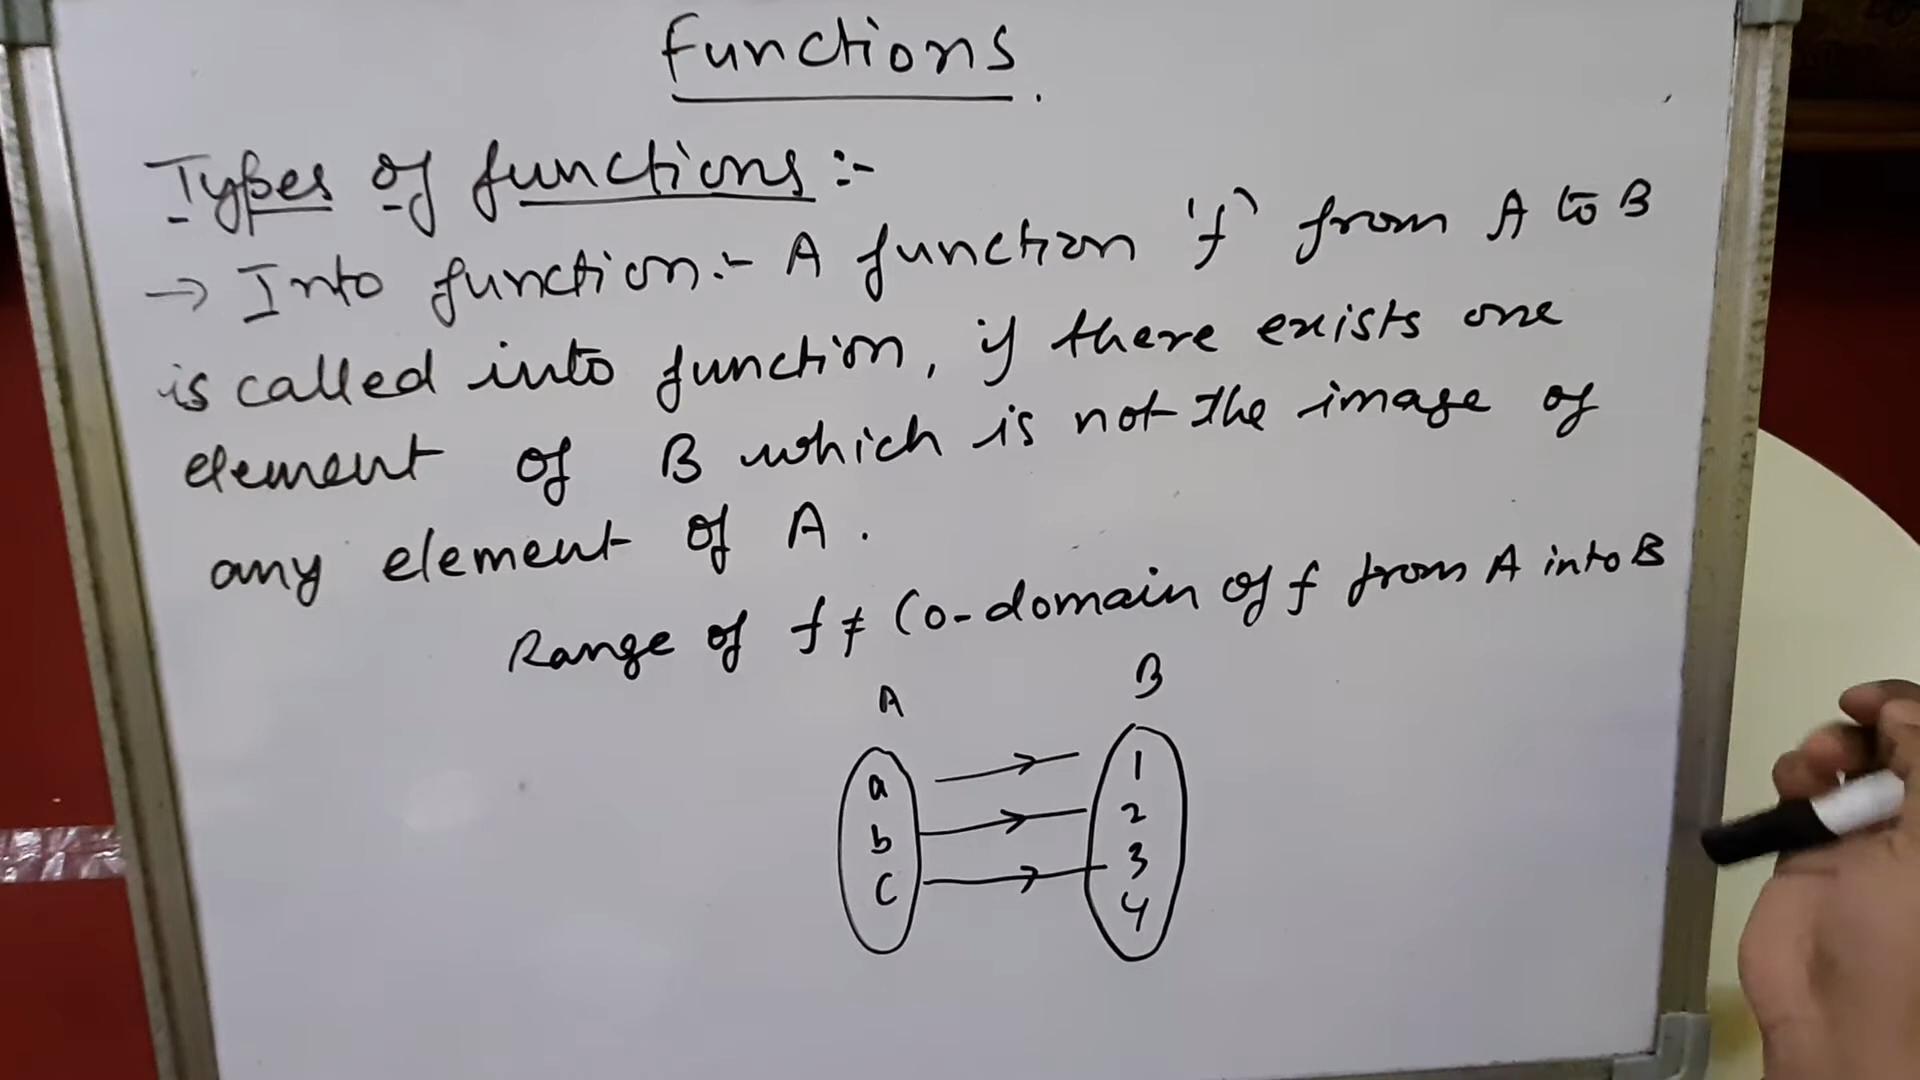 Functions.
Types of functions :-
→ Into function :- A function 'f' from A to B
is called into function, if there exists one
element of B which is not the image of
any element of A.
Range of f ≠ Co-domain of f from A into B
A B
a → 1
b → 2
c → 3
4